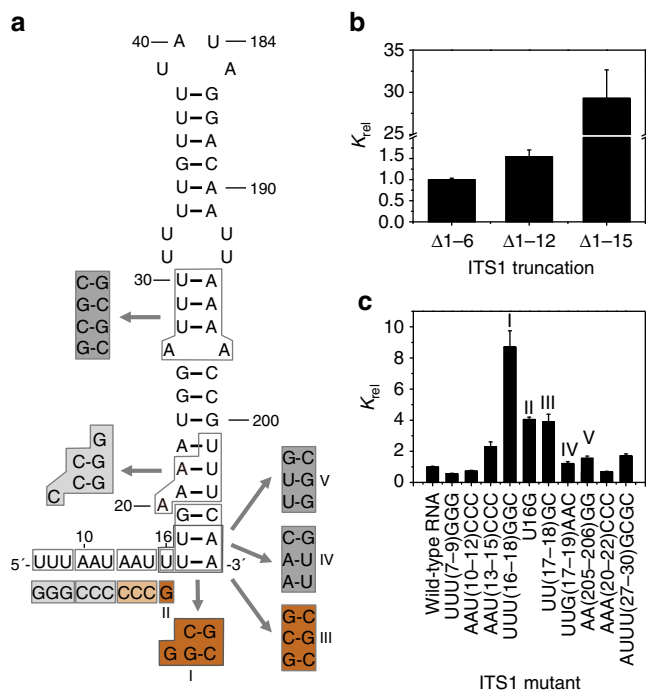 a
40
A
U
184
U
A
U – G
U – G
U – A
G – C
U – A
190
U – A
U
U
U
U
30
U – A
U – A
U – A
A
A
C-G
G-C
C-G
G-C
G – C
G – C
U – G
200
A – U
A
U
20
A
U
G – C
U – A
U – A
-3´
G
C-G
C-G
C
10
16
5´-
UUU
AAU
AAU
U
GGG
CCC
CCC
G
II
C-G
G G-C
I
G-C
U-G
U-G
V
C-G
A-U
A-U
IV
G-C
C-G
G-C
III
b
Krel
35
30
25
1.5
1.0
0.5
0.0
Δ1–6
Δ1–12
Δ1–15
ITS1 truncation
c
Krel
10
8
6
4
2
0
I
II
III
IV
V
Wild-type RNA
UUU(7–9)GGG
AAU(10–12)CCC
AAU(13–15)CCC
UUU(16–18)GGC
U16G
UU(17–18)GC
UUG(17–19)AAC
AA(205–206)GG
AAA(20–22)CCC
AUUU(27–30)GCGC
ITS1 mutant